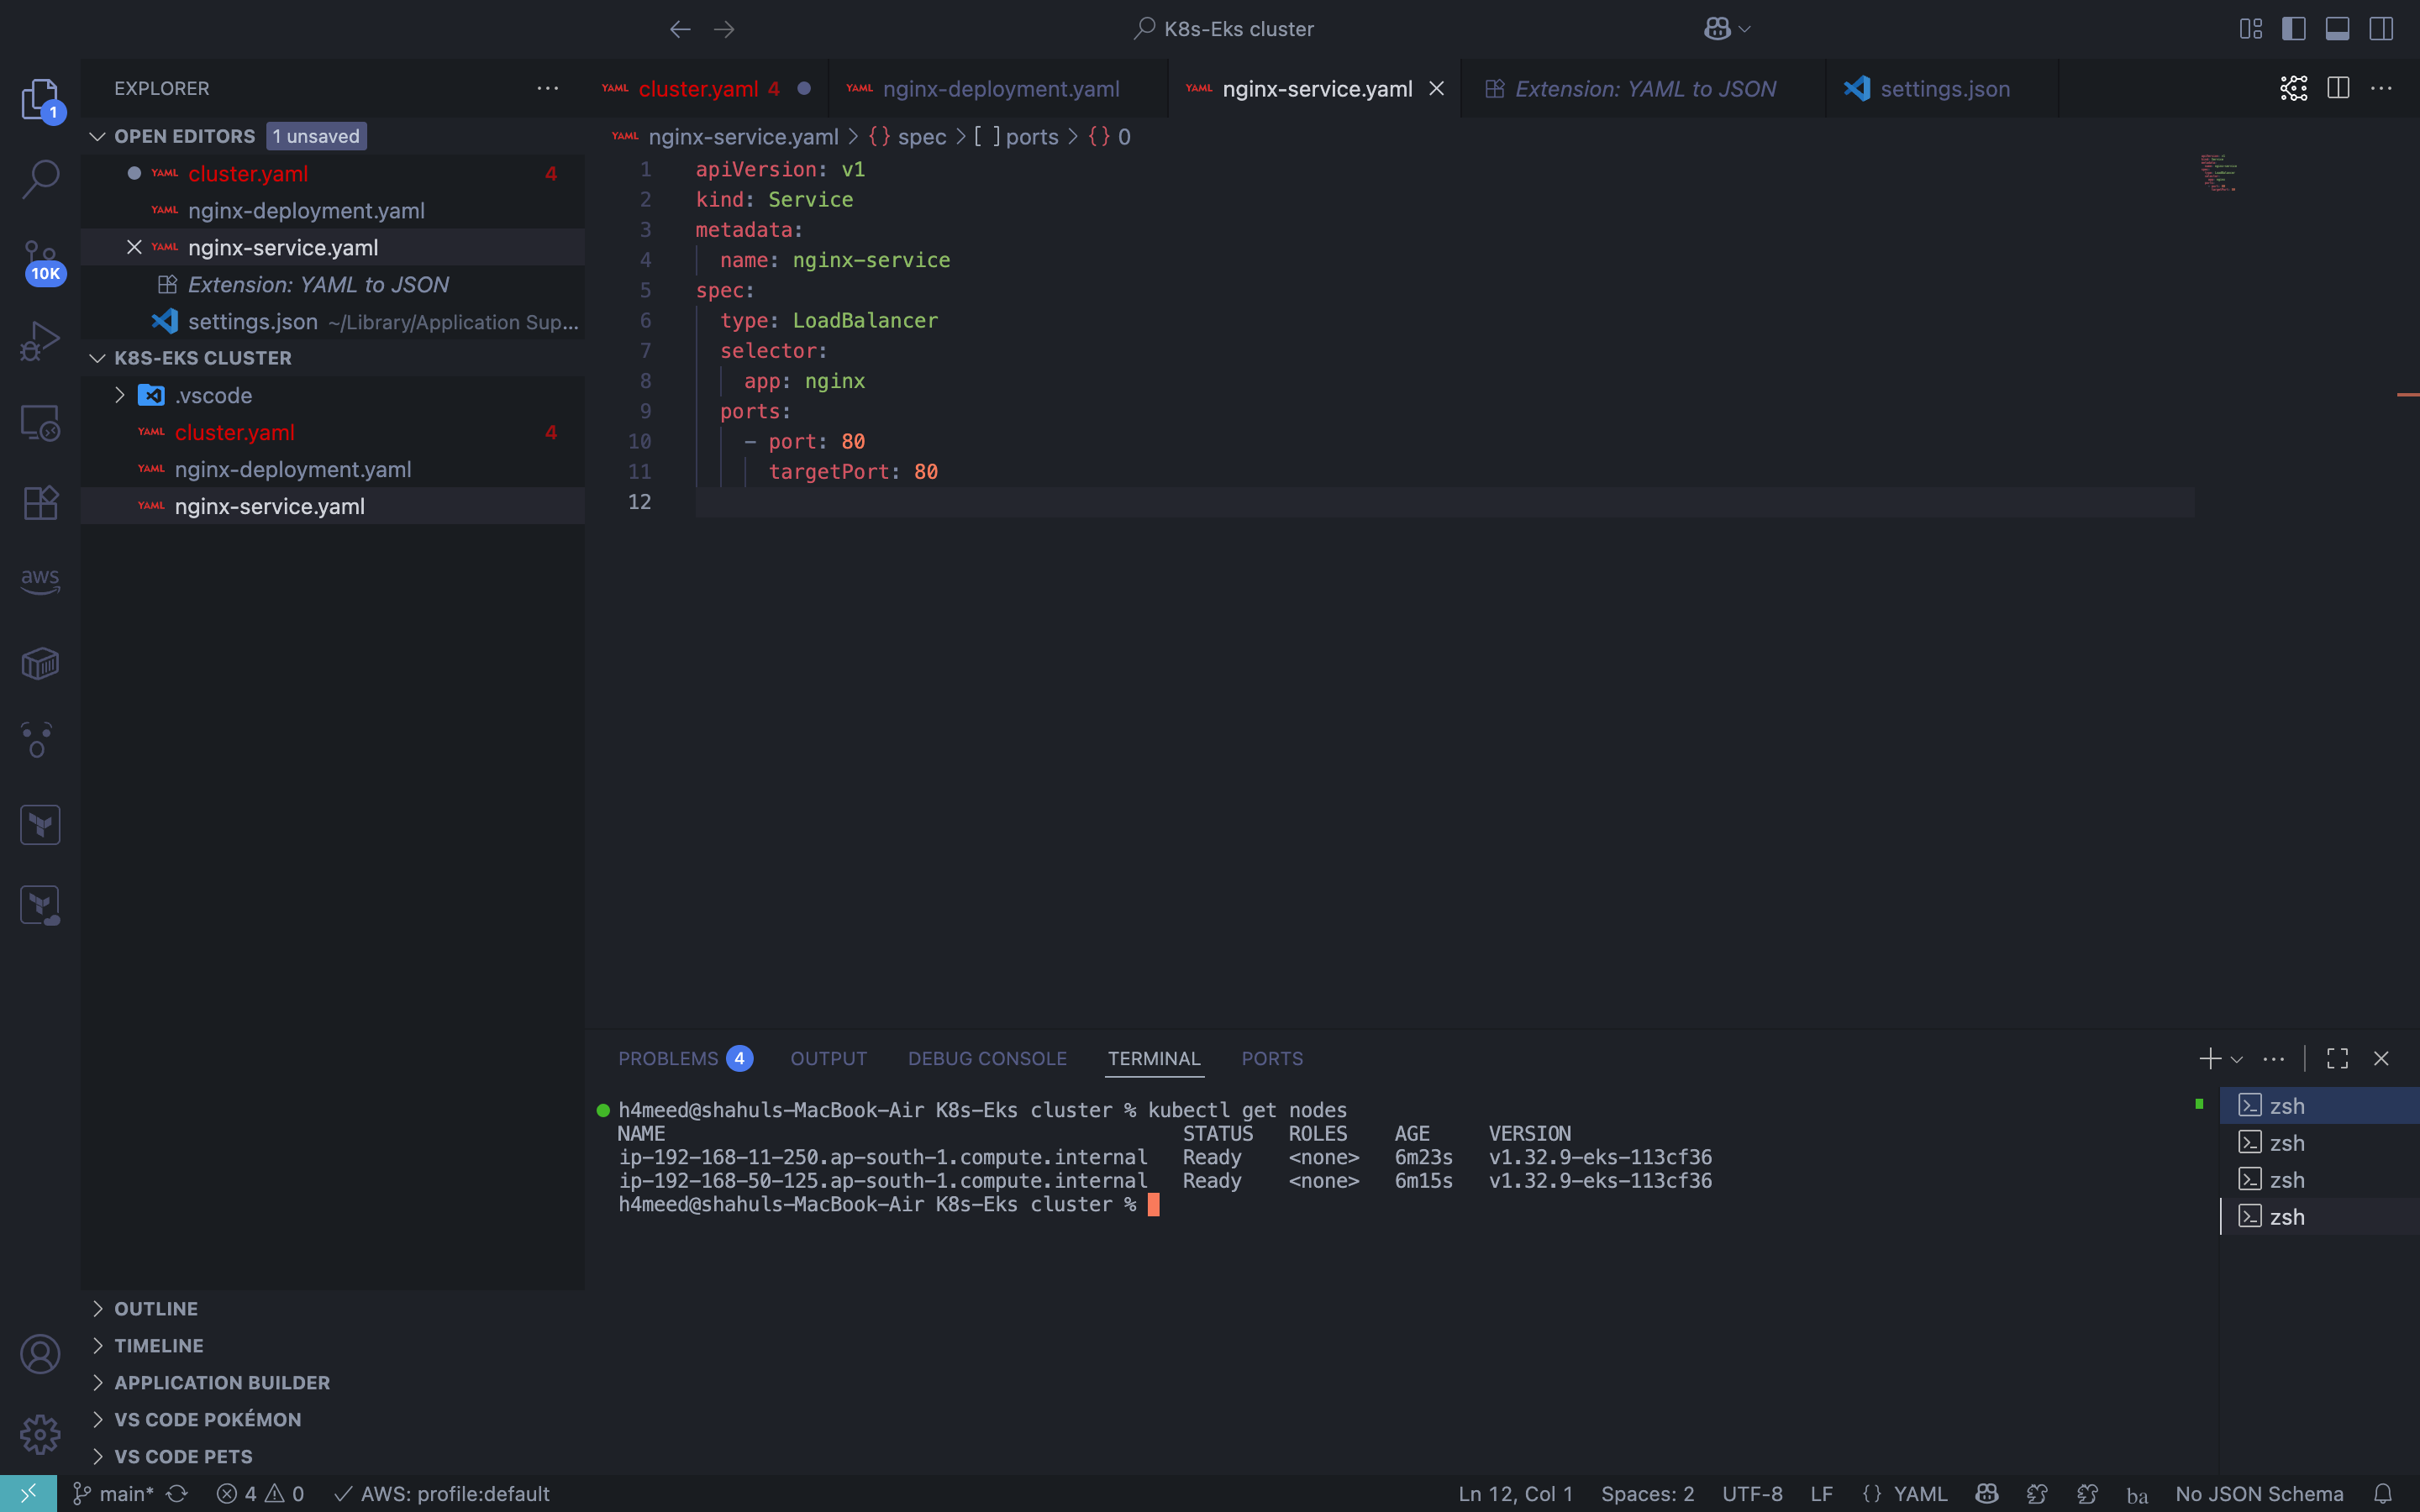 K8s-Eks cluster
EXPLORER
OPEN EDITORS 1 unsaved
YAML cluster.yaml 4
YAML nginx-deployment.yaml
YAML nginx-service.yaml
Extension: YAML to JSON
settings.json ~/Library/Application Sup...
K8S-EKS CLUSTER
.vscode
YAML cluster.yaml 4
YAML nginx-deployment.yaml
YAML nginx-service.yaml
OUTLINE
TIMELINE
APPLICATION BUILDER
VS CODE POKÉMON
VS CODE PETS
1
10K
aws
YAML cluster.yaml 4
YAML nginx-deployment.yaml
YAML nginx-service.yaml
Extension: YAML to JSON
settings.json
YAML nginx-service.yaml > {} spec > [ ] ports > {} 0
1 apiVersion: v1
2 kind: Service
3 metadata:
4 name: nginx-service
5 spec:
6 type: LoadBalancer
7 selector:
8 app: nginx
9 ports:
10 - port: 80
11 targetPort: 80
12
PROBLEMS 4 OUTPUT DEBUG CONSOLE TERMINAL PORTS
h4meed@shahuls-MacBook-Air K8s-Eks cluster % kubectl get nodes
NAME STATUS ROLES AGE VERSION
ip-192-168-11-250.ap-south-1.compute.internal Ready <none> 6m23s v1.32.9-eks-113cf36
ip-192-168-50-125.ap-south-1.compute.internal Ready <none> 6m15s v1.32.9-eks-113cf36
h4meed@shahuls-MacBook-Air K8s-Eks cluster %
zsh
zsh
zsh
zsh
main* 4 0 AWS: profile:default Ln 12, Col 1 Spaces: 2 UTF-8 LF {} YAML ba No JSON Schema